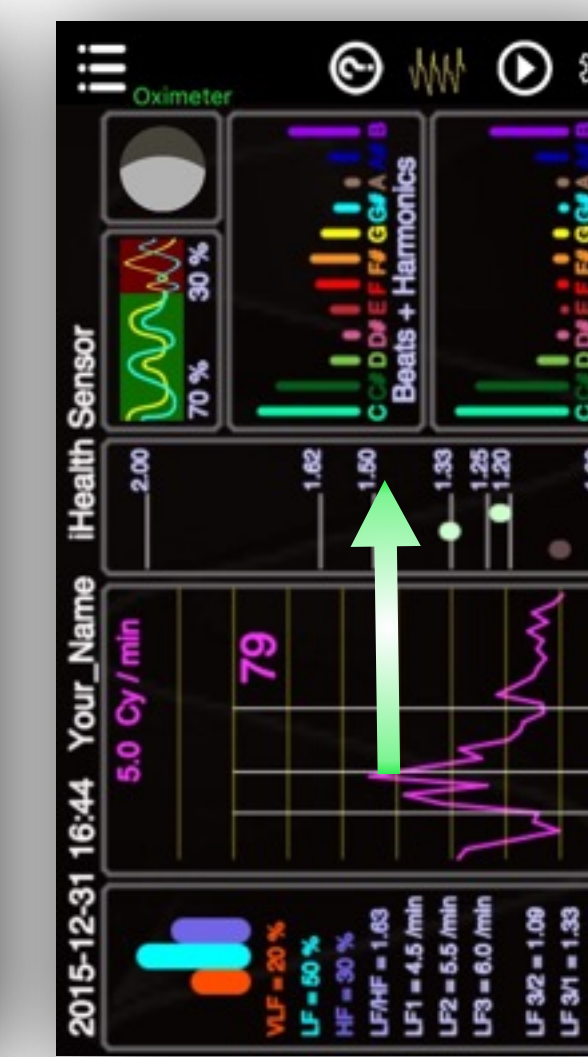 2015-12-31 16:44 Your_Name iHealth Sensor
Oximeter
VLF = 20 %
LF = 50 %
HF = 30 %
LF/HF = 1.63
LF1 = 4.5 /min
LF2 = 5.5 /min
LF3 = 6.0 /min
LF 3/2 = 1.09
LF 3/1 = 1.33
5.0 Cy / min
79
2.00
1.62
1.50
1.33
1.25
1.20
70 % 30 %
C C# D D# E F F# G G# A A# B
Beats + Harmonics
C C# D D# E F F# G G# A A# B
?